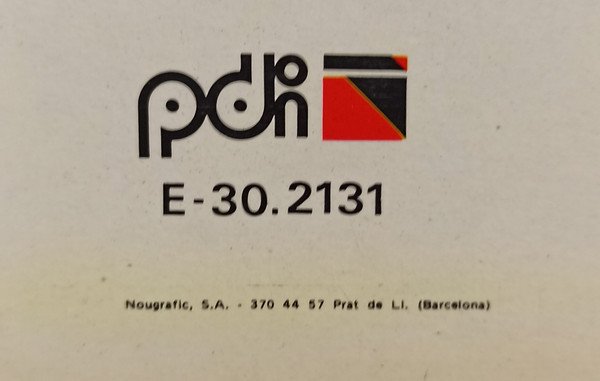 pdi
E-30.2131
Nougrafic, S.A. - 370 44 57 Prat de Ll. (Barcelona)